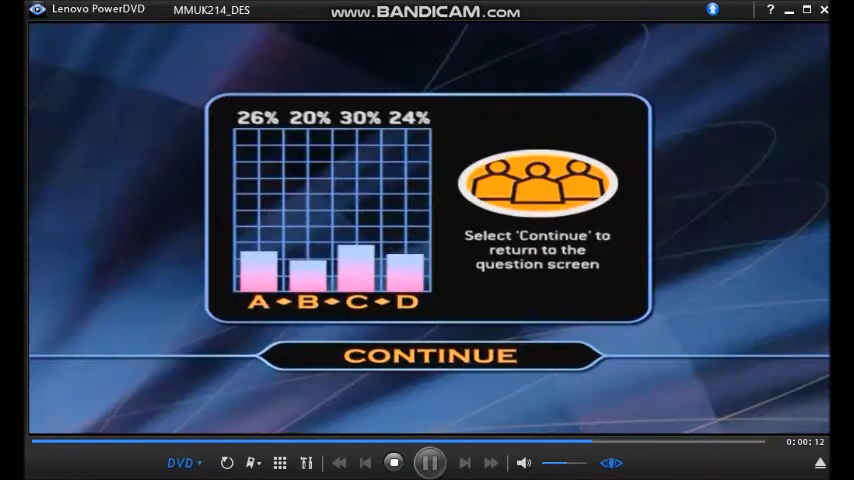 Lenovo PowerDVD
MMUK214_DES
www.BANDICAM.com
?
26% 20% 30% 24%
A B C D
Select 'Continue' to
return to the
question screen
CONTINUE
DVD
0:00:12